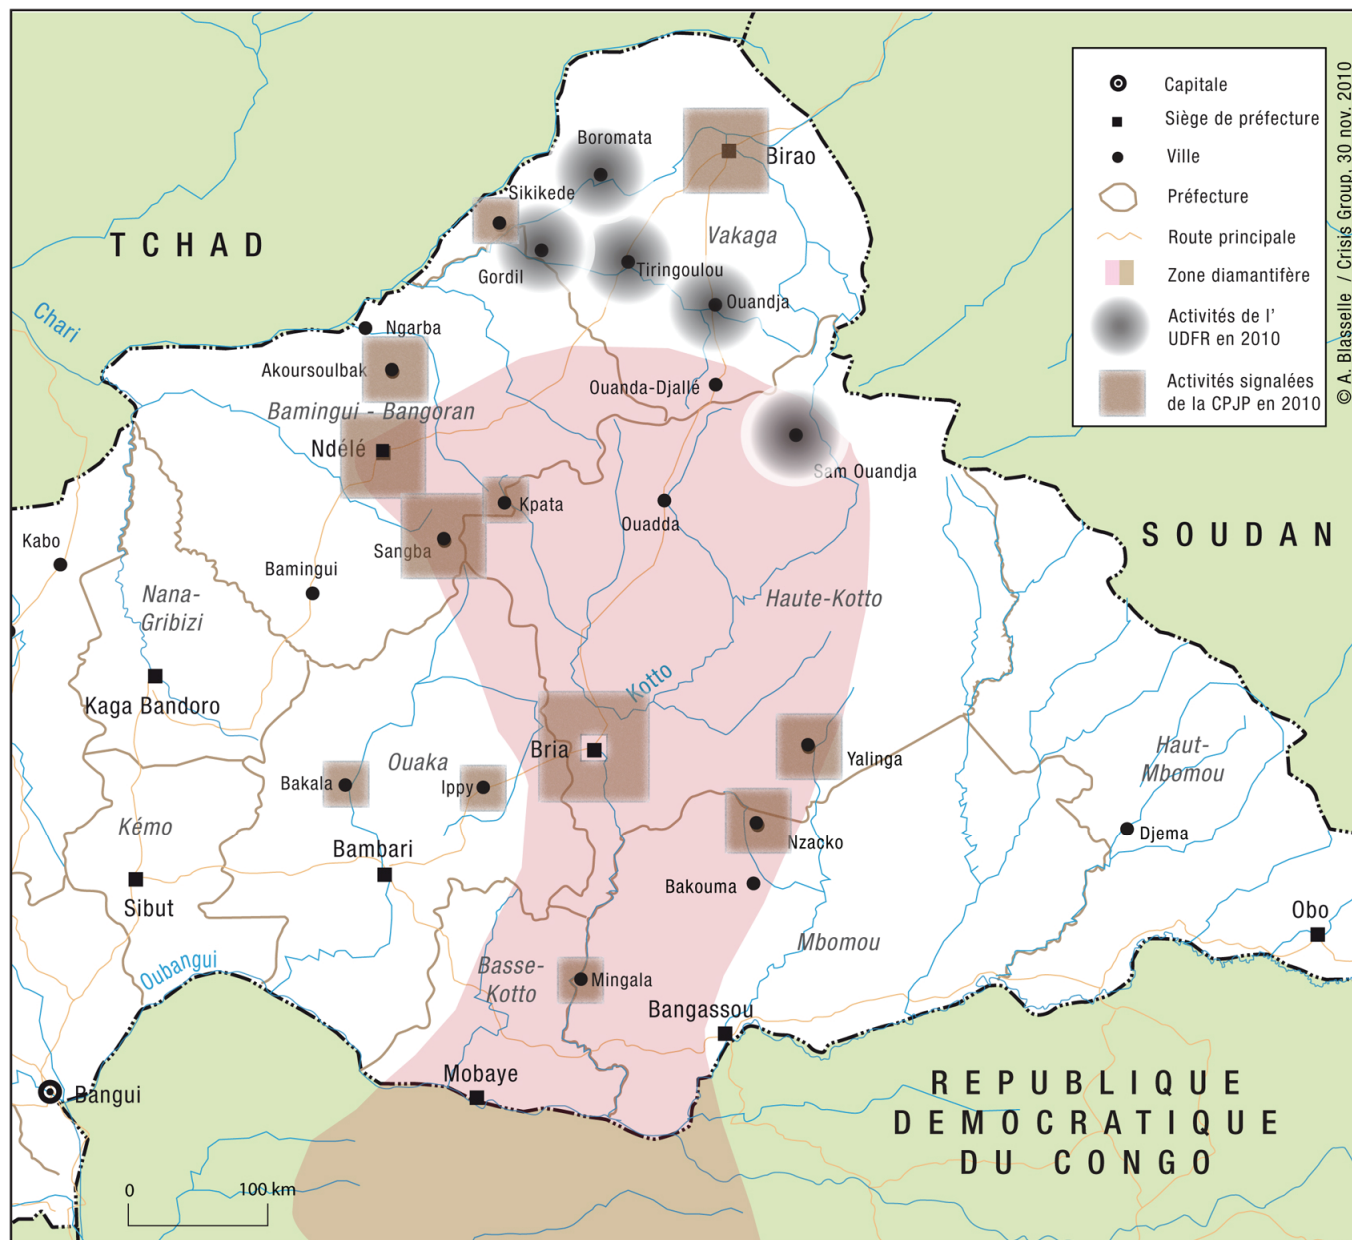 Capitale
Siège de préfecture
Ville
Préfecture
Route principale
Zone diamantifère
Activités de l'
UDFR en 2010
Activités signalées
de la CPJP en 2010
© A. Blasselle / Crisis Group, 30 nov. 2010
Boromata
Birao
Sikikede
TCHAD
Vakaga
Gordil
Tiringoulou
Ouandja
Chari
Ngarba
Akoursoulbak
Ouanda-Djallé
Bamingui - Bangoran
Ndélé
Sam Ouandja
Kpata
Ouadda
SOUDAN
Kabo
Sangba
Bamingui
Nana-
Gribizi
Haute-Kotto
Kotto
Kaga Bandoro
Bria
Ouaka
Yalinga
Haut-
Mbomou
Bakala
Ippy
Kémo
Nzacko
Djema
Bambari
Bakouma
Sibut
Obo
Mbomou
Oubangui
Basse-
Kotto
Mingala
Bangassou
Mobaye
Bangui
REPUBLIQUE
DEMOCRATIQUE
DU CONGO
0 100 km